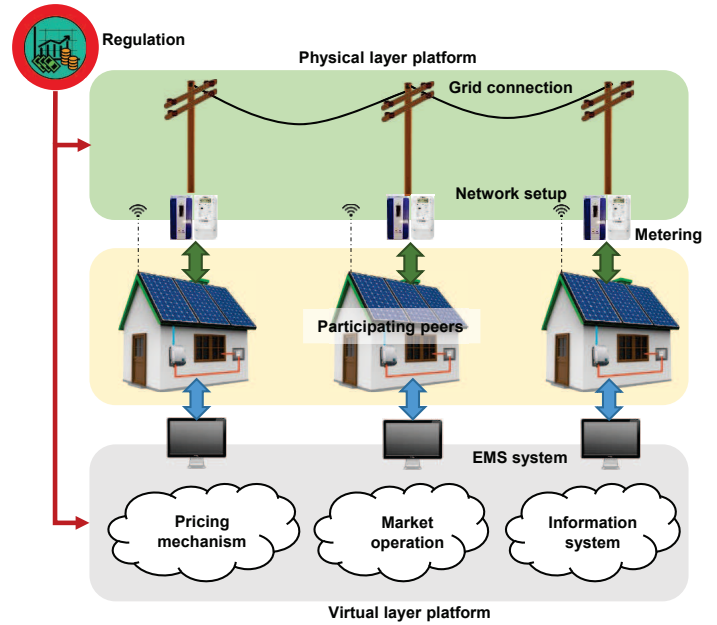 Regulation
Physical layer platform
Grid connection
Network setup
Metering
Participating peers
EMS system
Pricing
mechanism
Market
operation
Information
system
Virtual layer platform